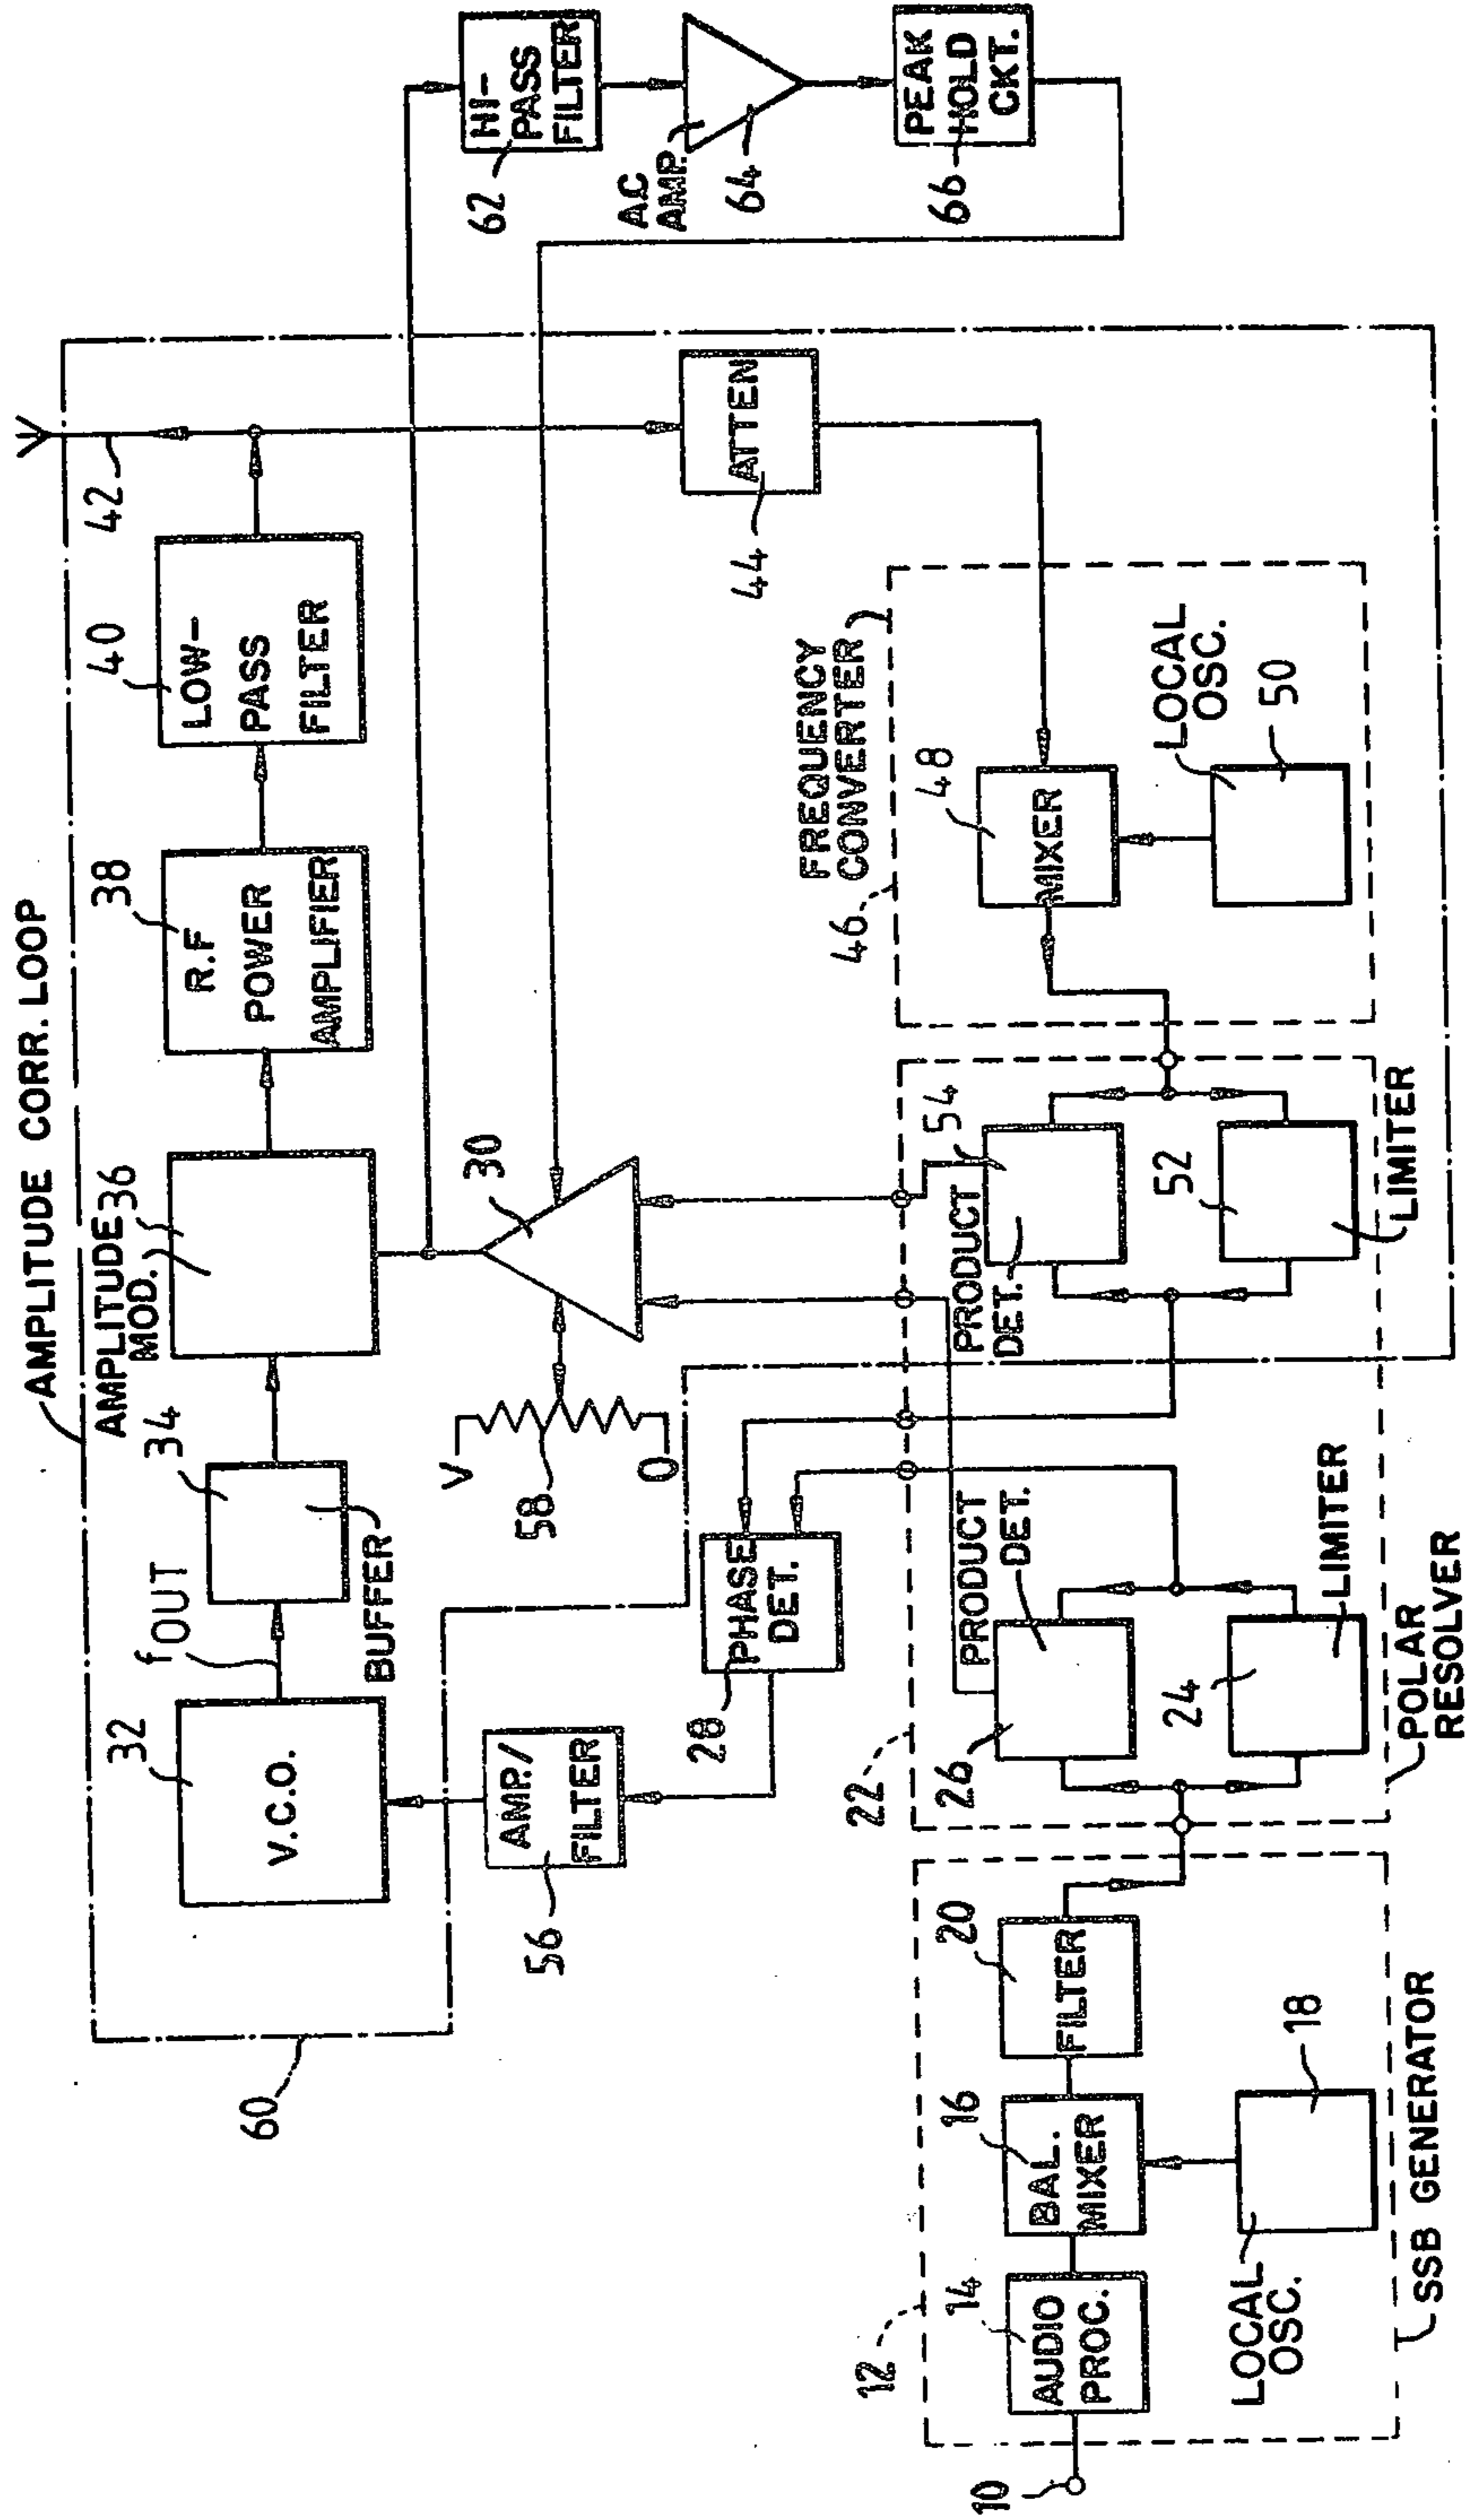 AMPLITUDE CORR. LOOP
60
32
V.C.O.
fOUT
34
BUFFER
AMPLITUDE
MOD.
36
38
R.F
POWER
AMPLIFIER
40
LOW-
PASS
FILTER
42
62
HI-
PASS
FILTER
AC
AMP.
64
66
PEAK
HOLD
CKT.
56
AMP./
FILTER
28
PHASE
DET.
V
58
0
30
44
ATTEN
FREQUENCY
CONVERTER
46
48
MIXER
LOCAL
OSC.
50
54
PRODUCT
DET.
52
LIMITER
22
26
PRODUCT
DET.
24
LIMITER
POLAR
RESOLVER
12
10
14
AUDIO
PROC.
16
BAL.
MIXER
20
FILTER
LOCAL
OSC.
18
SSB GENERATOR